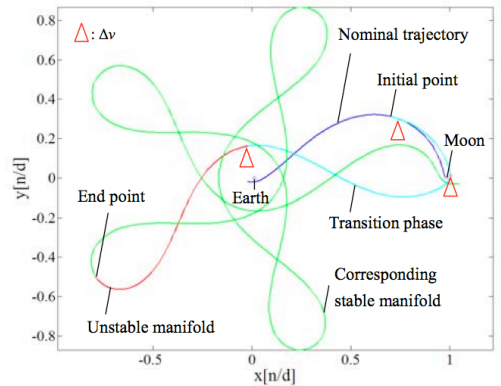 : Δv
Nominal trajectory
Initial point
Moon
Earth
End point
Transition phase
Unstable manifold
Corresponding
stable manifold
y[n/d]
0.8
0.6
0.4
0.2
0
-0.2
-0.4
-0.6
-0.8
-0.5
0
0.5
1
x[n/d]